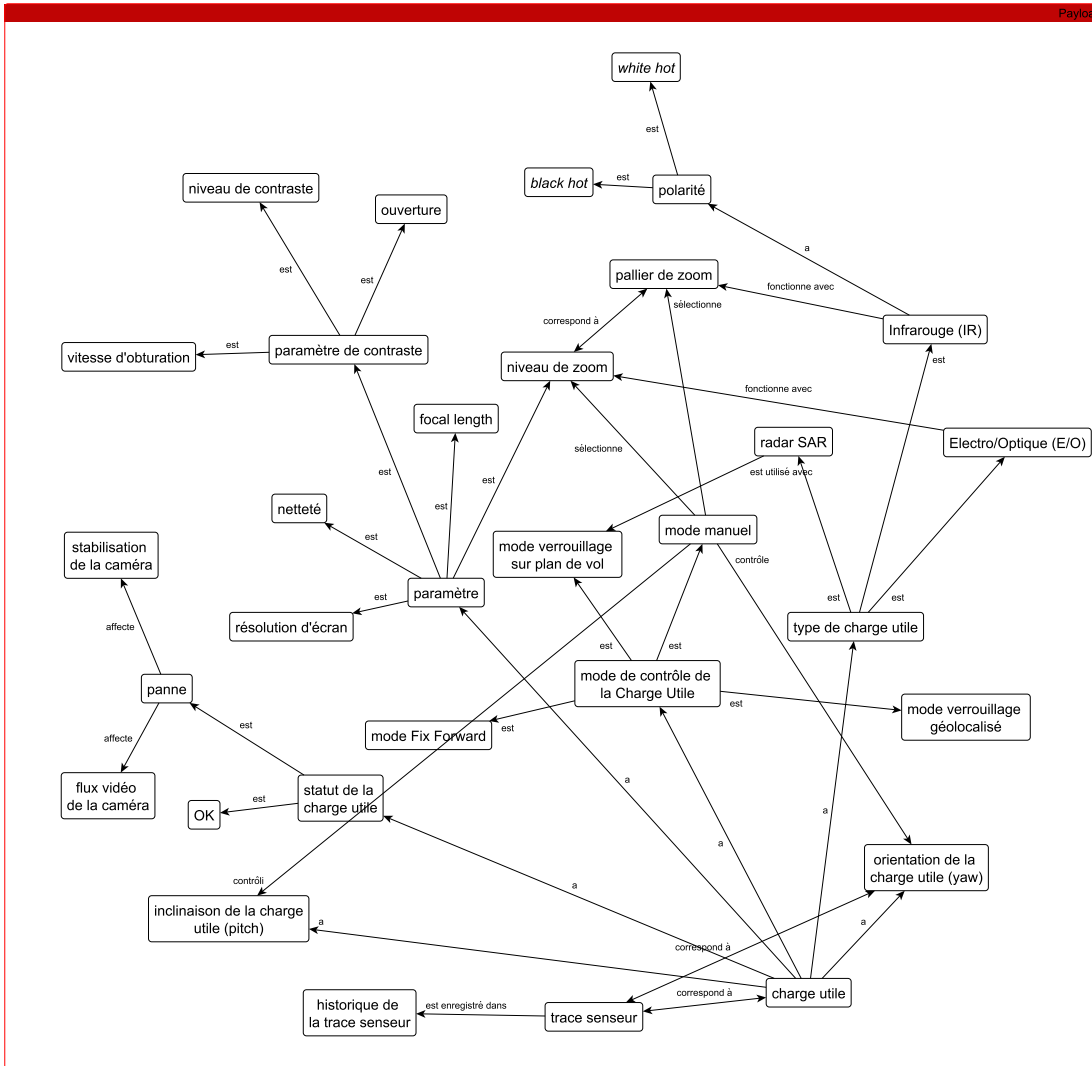 Payloa
white hot
est
black hot
est
polarité
niveau de contraste
ouverture
a
est
est
pallier de zoom
fonctionne avec
sélectionne
correspond à
Infrarouge (IR)
est
vitesse d'obturation
est
paramètre de contraste
niveau de zoom
fonctionne avec
focal length
radar SAR
Electro/Optique (E/O)
sélectionne
est utilisé avec
est
est
est
netteté
est
mode manuel
stabilisation
de la caméra
mode verrouillage
sur plan de vol
contrôle
paramètre
est
résolution d'écran
affecte
est
est
type de charge utile
est
est
panne
mode de contrôle de
la Charge Utile
est
mode verrouillage
géolocalisé
est
mode Fix Forward
est
affecte
flux vidéo
de la caméra
OK
est
statut de la
charge utile
a
a
a
orientation de la
charge utile (yaw)
contrôli
a
inclinaison de la charge
utile (pitch)
a
a
correspond à
correspond à
charge utile
historique de
la trace senseur
est enregistré dans
trace senseur